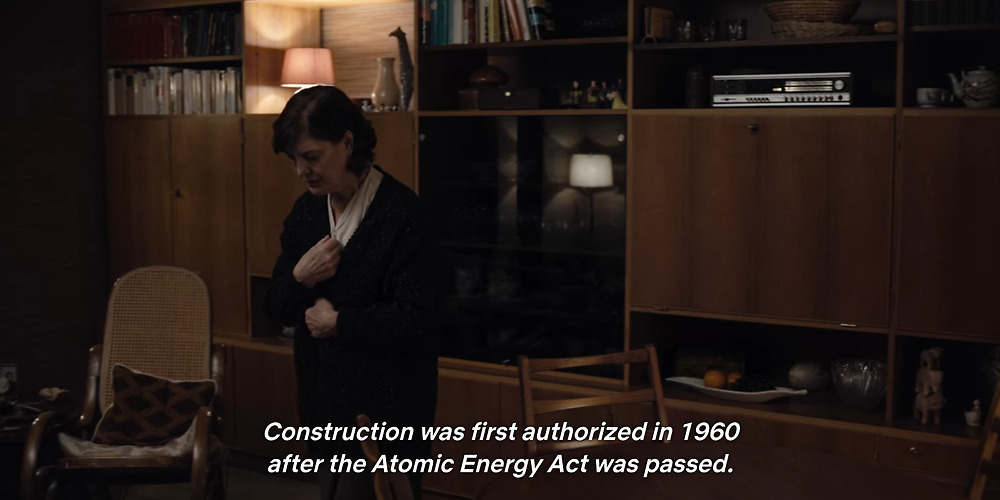 Construction was first authorized in 1960
after the Atomic Energy Act was passed.